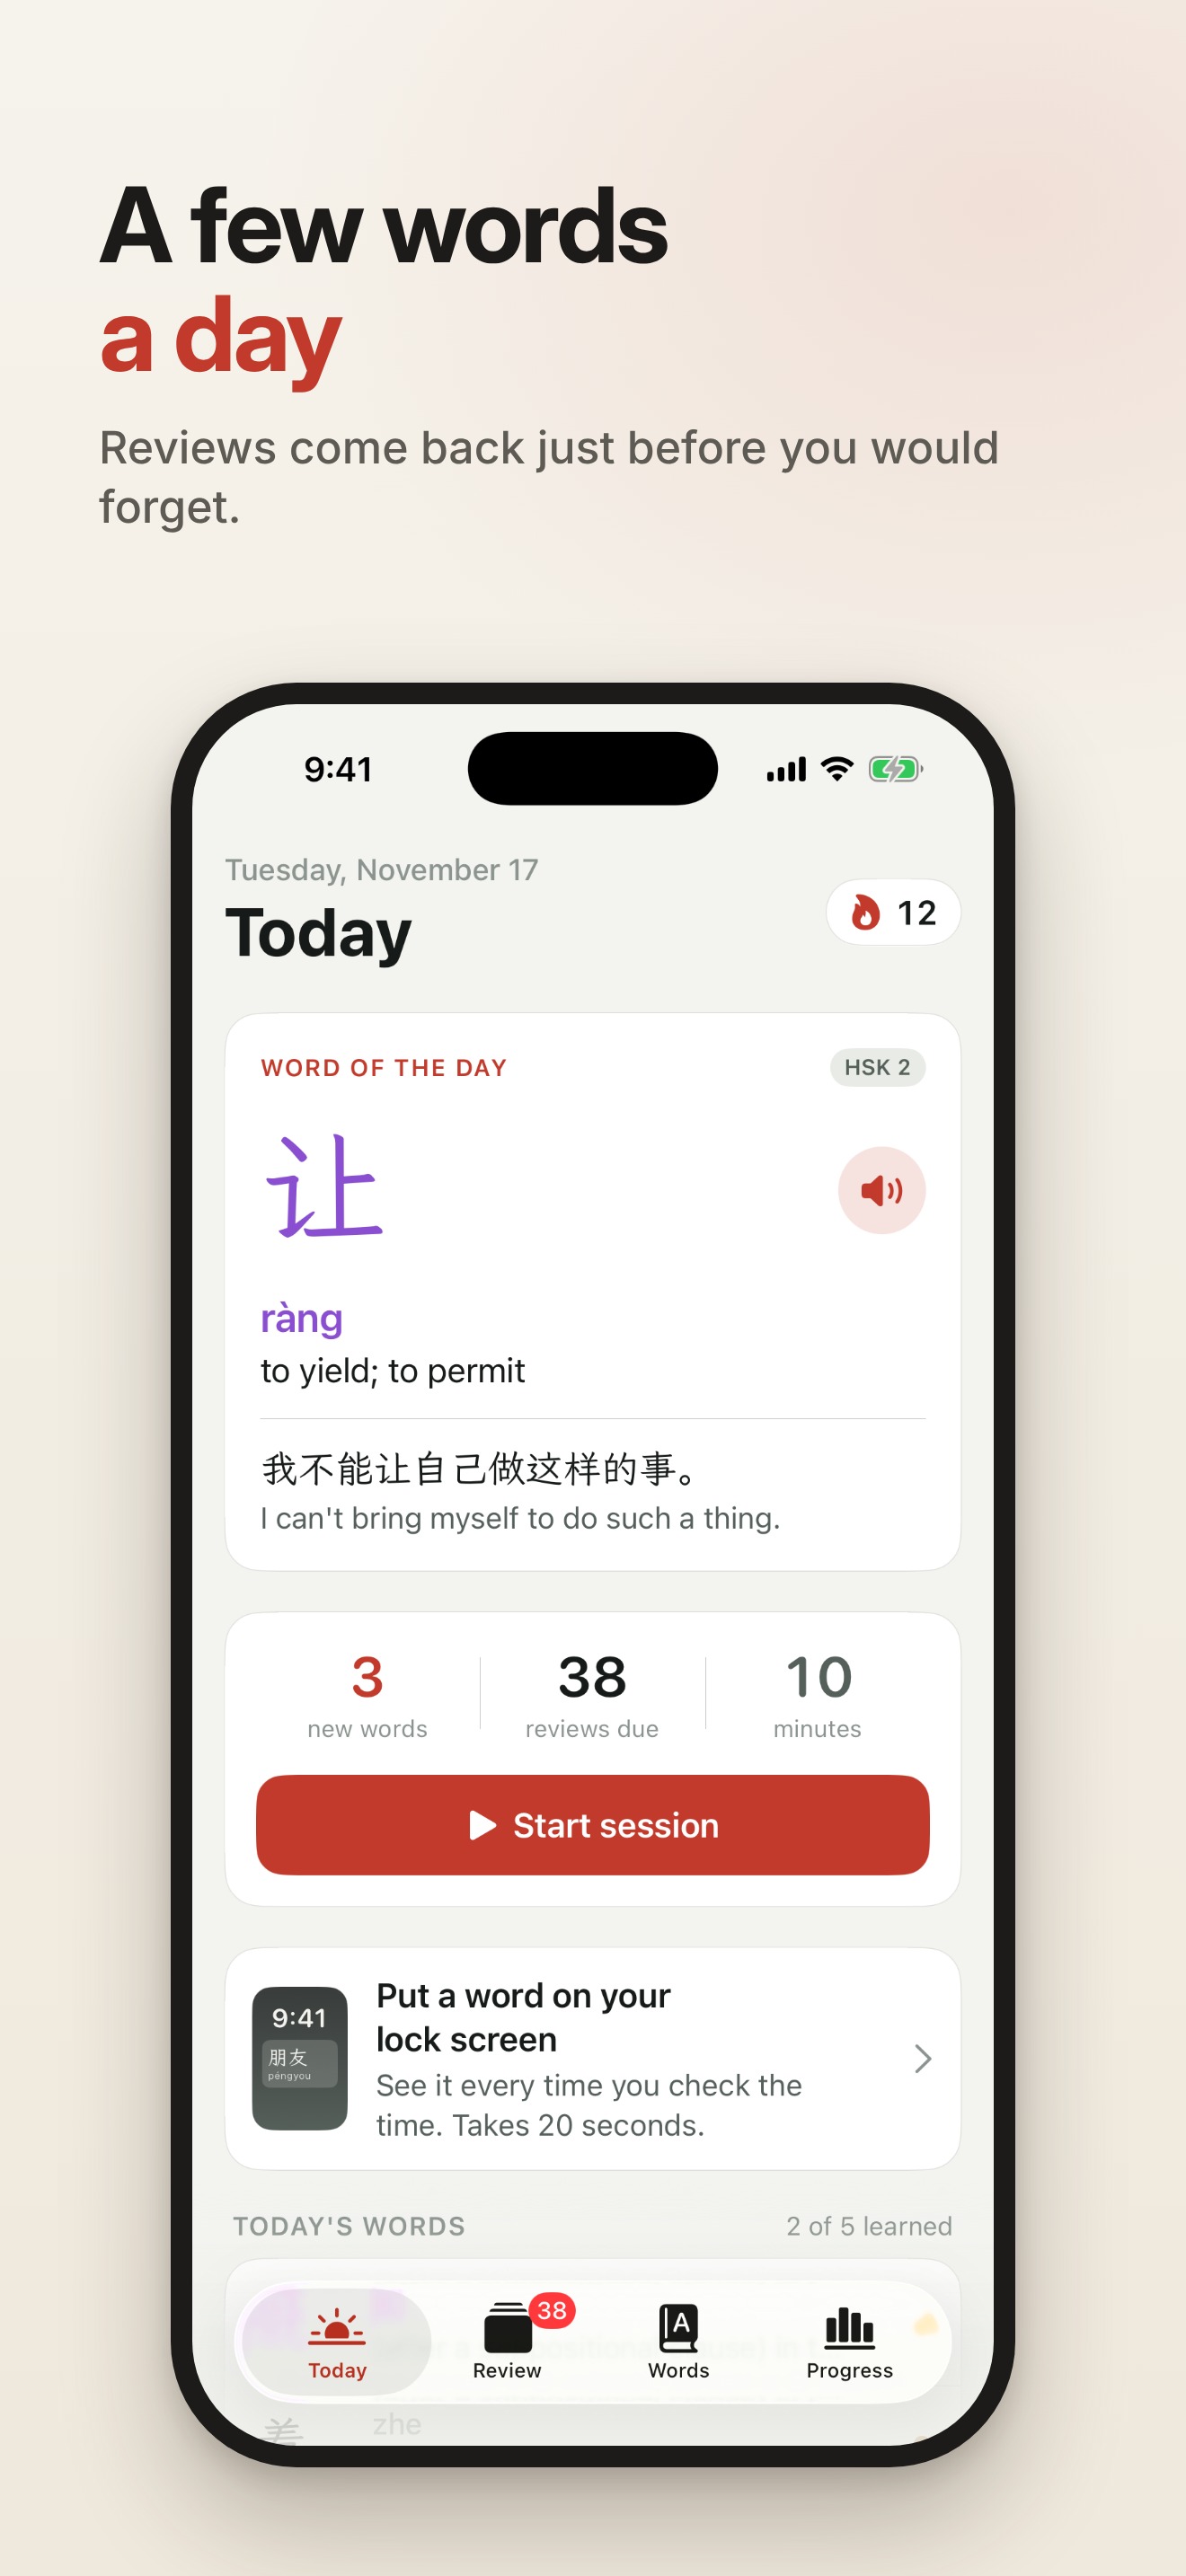 A few words
a day
Reviews come back just before you would
forget.
9:41
Tuesday, November 17
Today
12
WORD OF THE DAY
HSK 2
让
ràng
to yield; to permit
我不能让自己做这样的事。
I can't bring myself to do such a thing.
3
38
10
new words
reviews due
minutes
Start session
9:41
朋友
péngyou
Put a word on your
lock screen
See it every time you check the
time. Takes 20 seconds.
TODAY'S WORDS
2 of 5 learned
38
A
Today
Review
Words
Progress
着
zhe